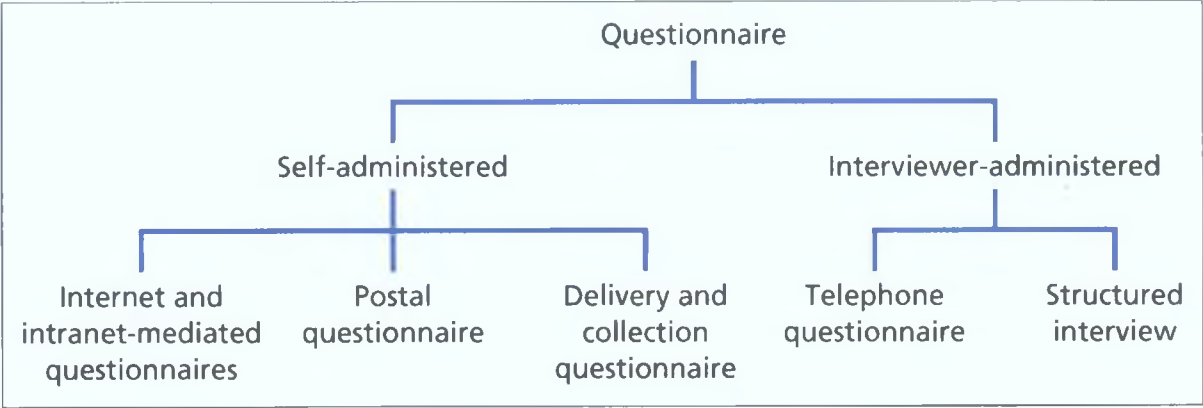 Questionnaire
Self-administered
Interviewer-administered
Internet and
intranet-mediated
questionnaires
Postal
questionnaire
Delivery and
collection
questionnaire
Telephone
questionnaire
Structured
interview